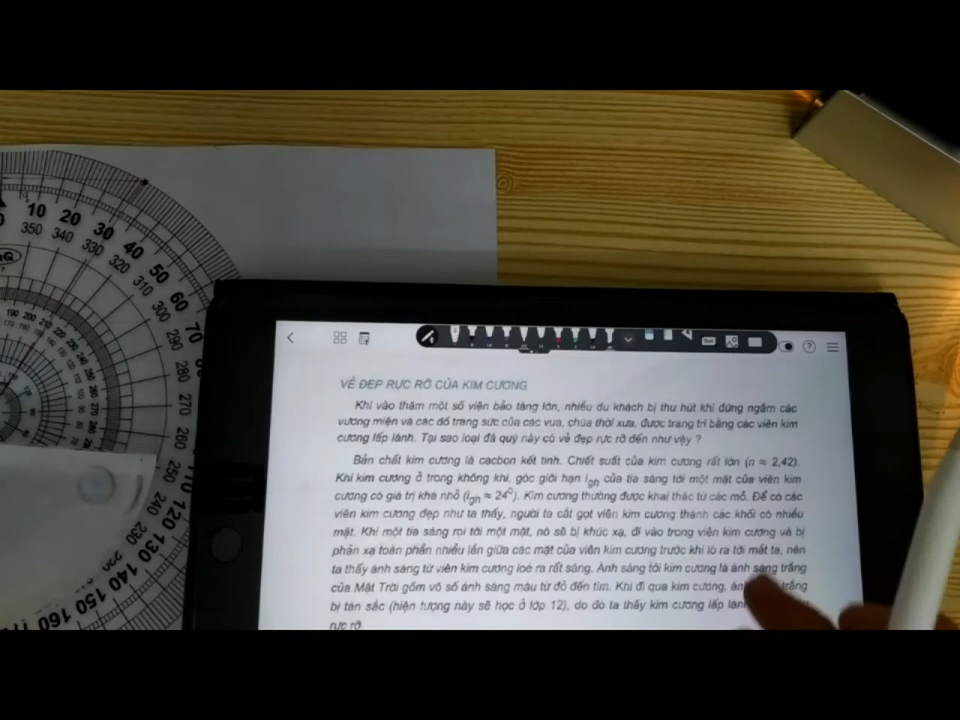 VẺ ĐẸP RỰC RỠ CỦA KIM CƯƠNG
Khi vào thăm một số viện bảo tàng lớn, nhiều du khách bị thu hút khi đứng ngắm các
vương miện và các đồ trang sức của các vua, chúa thời xưa, được trang trí bằng các viên kim
cương lấp lánh. Tại sao loại đá quý này có vẻ đẹp rực rỡ đến như vậy ?
Bản chất kim cương là cacbon kết tinh. Chiết suất của kim cương rất lớn (n ≈ 2,42).
Khi kim cương ở trong không khí, góc giới hạn igh của tia sáng tới một mặt của viên kim
cương có giá trị khá nhỏ (igh ≈ 24°). Kim cương thường được khai thác từ các mỏ. Để có các
viên kim cương đẹp như ta thấy, người ta cắt gọt viên kim cương thành các khối có nhiều
mặt. Khi một tia sáng rọi tới một mặt, nó sẽ bị khúc xạ, đi vào trong viên kim cương và bị
phản xạ toàn phần nhiều lần giữa các mặt của viên kim cương trước khi ló ra tới mắt ta, nên
ta thấy ánh sáng từ viên kim cương loé ra rất sáng. Ánh sáng tới kim cương là ánh sáng trắng
của Mặt Trời gồm vô số ánh sáng màu từ đỏ đến tím. Khi đi qua kim cương, trắng
bị tán sắc (hiện tượng này sẽ học ở lớp 12), do đó ta thấy kim cương lấp
rực rỡ
10 20 30 40 50 60 70
350 340 330 320 310 300 290
280 270 260 250 240 230
120 130 140 150 160